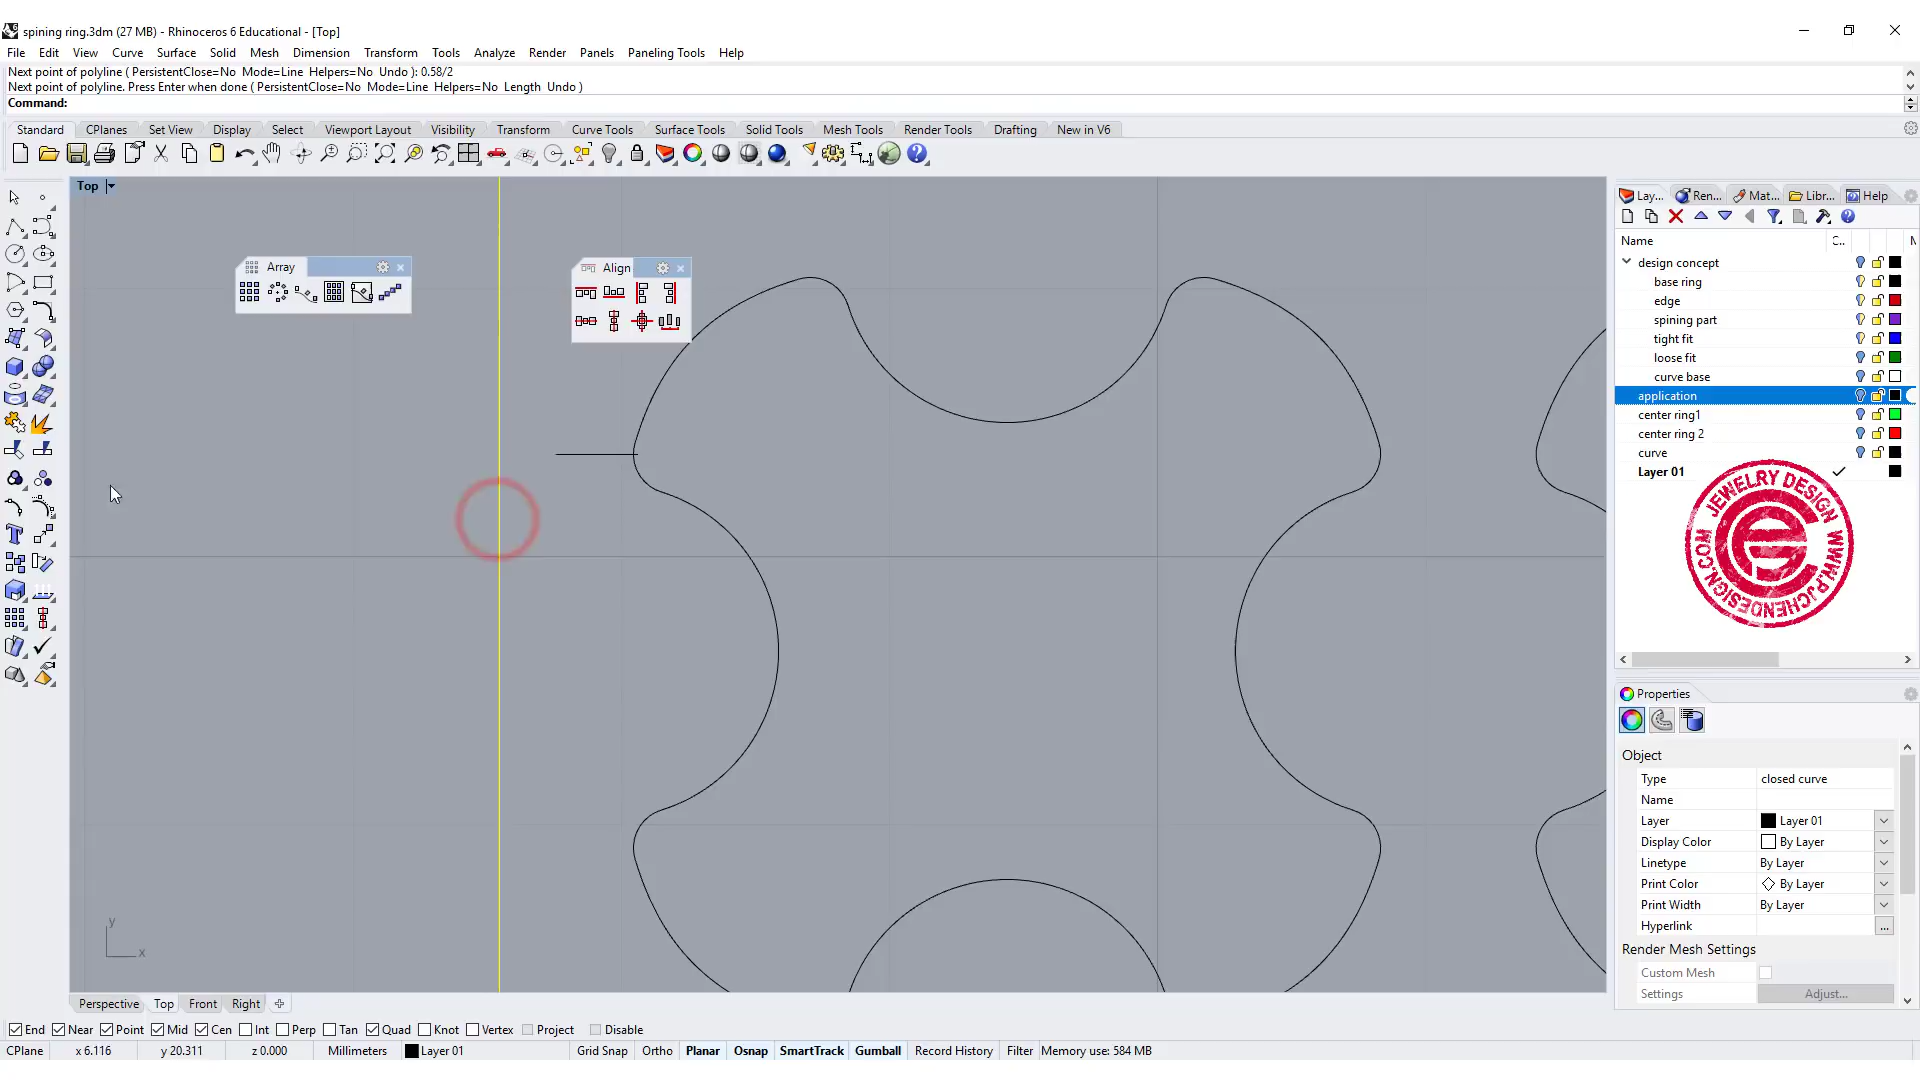 spining ring.3dm (27 MB) - Rhinoceros 6 Educational - [Top]
File Edit View Curve Surface Solid Mesh Dimension Transform Tools Analyze Render Panels Paneling Tools Help
Next point of polyline ( PersistentClose=No Mode=Line Helpers=No Undo ): 0.58/2
Next point of polyline. Press Enter when done ( PersistentClose=No Mode=Line Helpers=No Length Undo )
Command:
Standard CPlanes Set View Display Select Viewport Layout Visibility Transform Curve Tools Surface Tools Solid Tools Mesh Tools Render Tools Drafting New in V6
Top
Array
Align
y
x
Lay... Ren... Mat... Libr... Help
Name C.. M
design concept
base ring
edge
spining part
tight fit
loose fit
curve base
application
center ring1
center ring 2
curve
Layer 01
JEWELRY DESIGN
WWW.PJCHENDESIGN.COM
Properties
Object
Type closed curve
Name
Layer Layer 01
Display Color By Layer
Linetype By Layer
Print Color By Layer
Print Width By Layer
Hyperlink ...
Render Mesh Settings
Custom Mesh
Settings Adjust...
Perspective Top Front Right
End Near Point Mid Cen Int Perp Tan Quad Knot Vertex Project Disable
CPlane x 6.116 y 20.311 z 0.000 Millimeters Layer 01 Grid Snap Ortho Planar Osnap SmartTrack Gumball Record History Filter Memory use: 584 MB